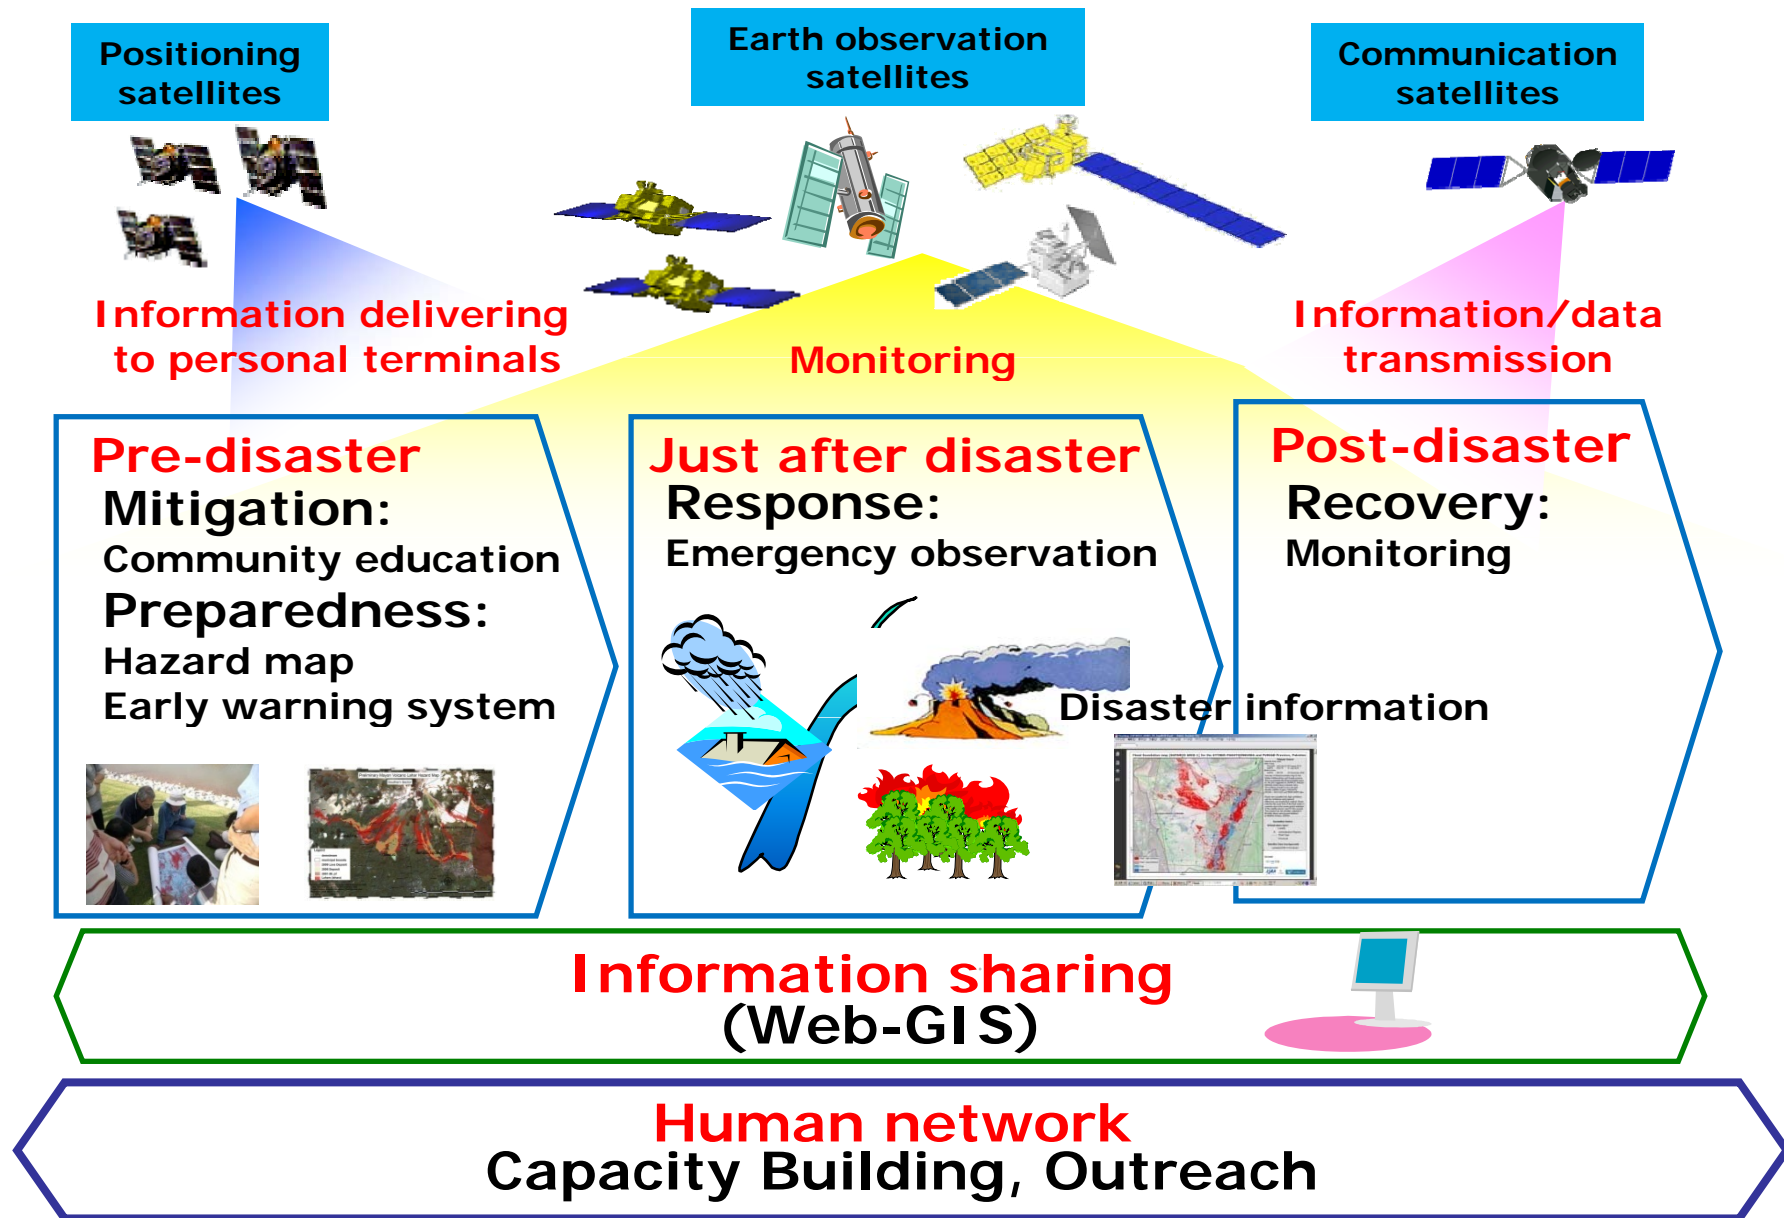 Positioning
satellites
Earth observation
satellites
Communication
satellites
Information delivering
to personal terminals
Monitoring
Information/data
transmission
Pre-disaster
Mitigation:
Community education
Preparedness:
Hazard map
Early warning system
Just after disaster
Response:
Emergency observation
Post-disaster
Recovery:
Monitoring
Disaster information
Information sharing
(Web-GIS)
Human network
Capacity Building, Outreach